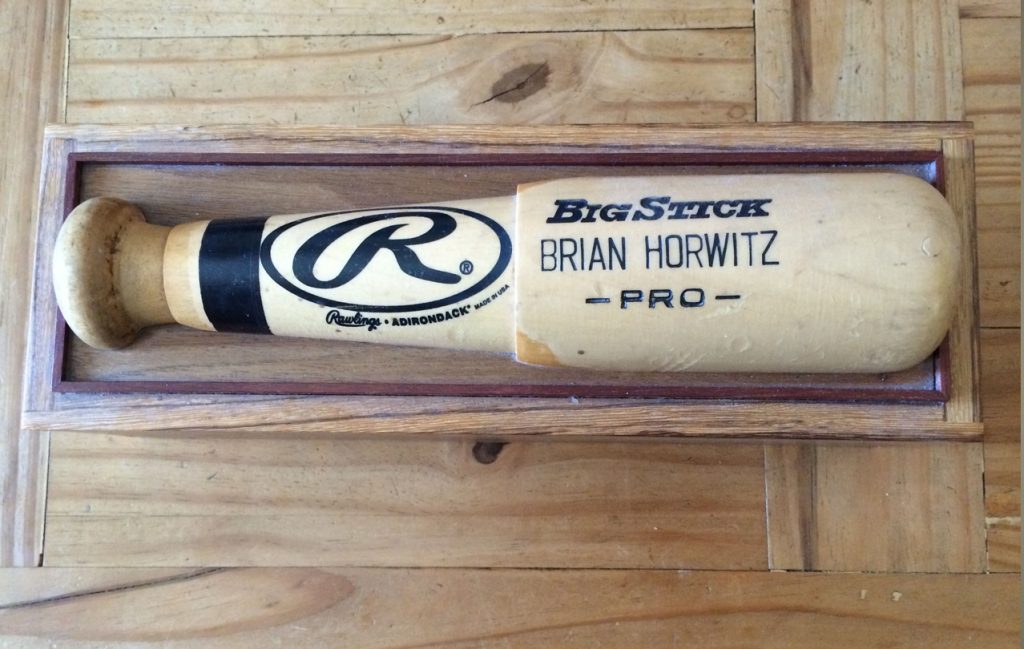 R®
Rawlings • ADIRONDACK® MADE IN USA
BIG STICK
BRIAN HORWITZ
- PRO -